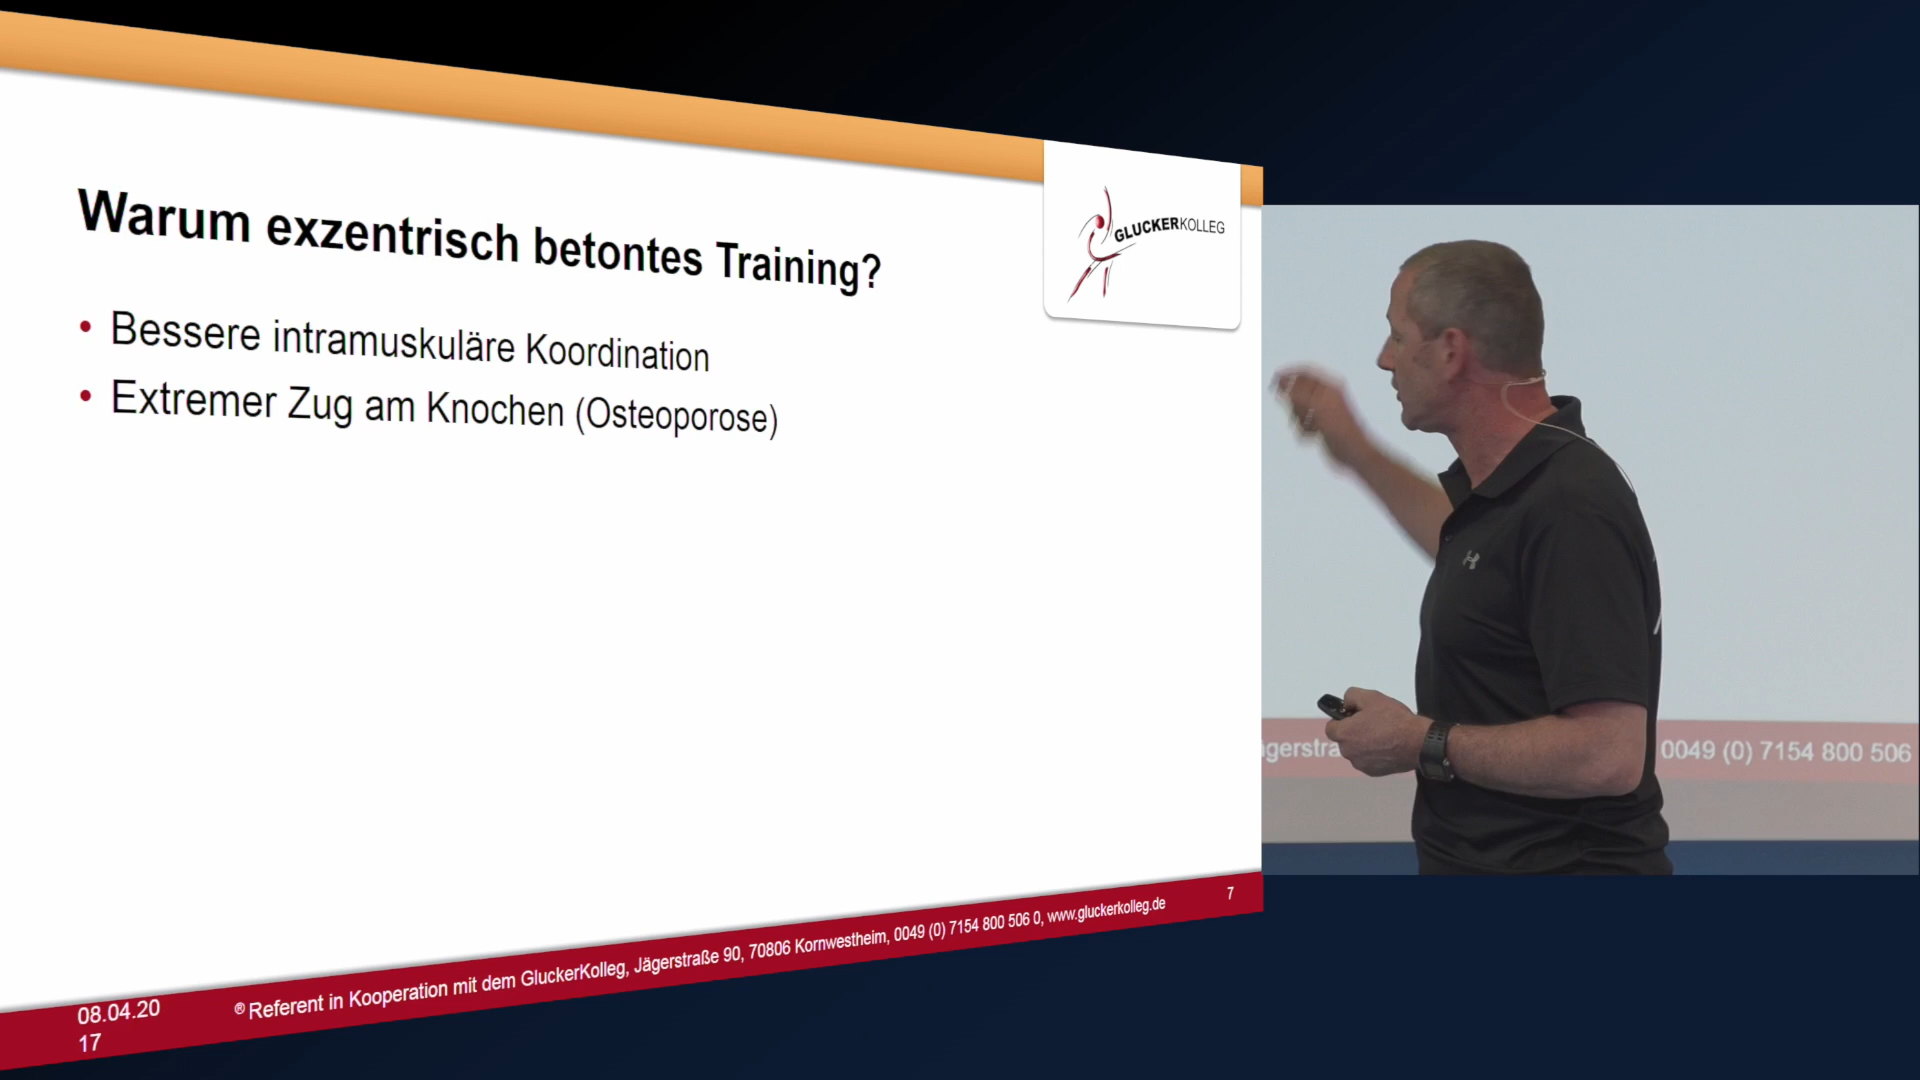 Warum exzentrisch betontes Training?
GLUCKERKOLLEG
• Bessere intramuskuläre Koordination
• Extremer Zug am Knochen (Osteoporose)
0049 (0) 7154 800 506
7
® Referent in Kooperation mit dem GluckerKolleg, Jägerstraße 90, 70806 Kornwestheim, 0049 (0) 7154 800 506 0, www.gluckerkolleg.de
08.04.20
17